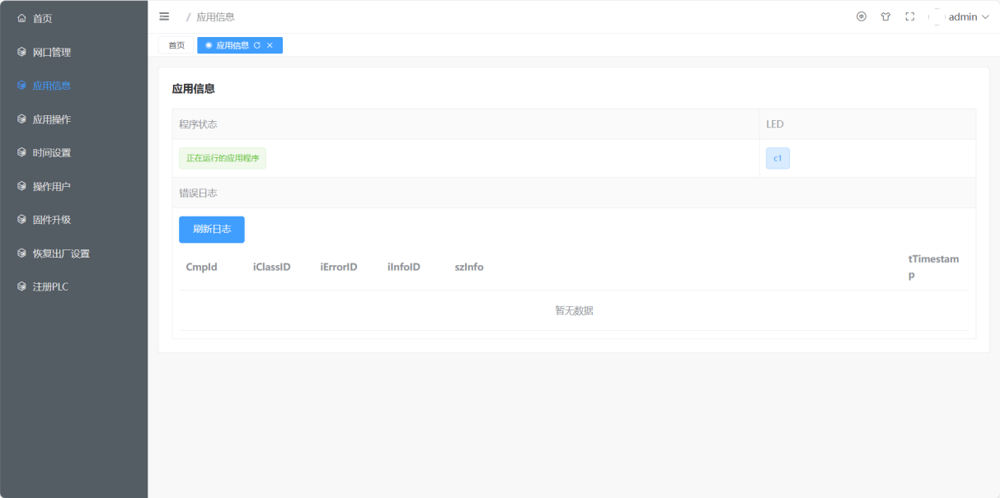 首页
网口管理
应用信息
应用操作
时间设置
操作用户
固件升级
恢复出厂设置
注册PLC
/ 应用信息
admin
首页
应用信息
应用信息
程序状态 LED
正在运行的应用程序 c1
错误日志
刷新日志
CmpId iClassID iErrorID iInfoID szInfo tTimestam
p
暂无数据